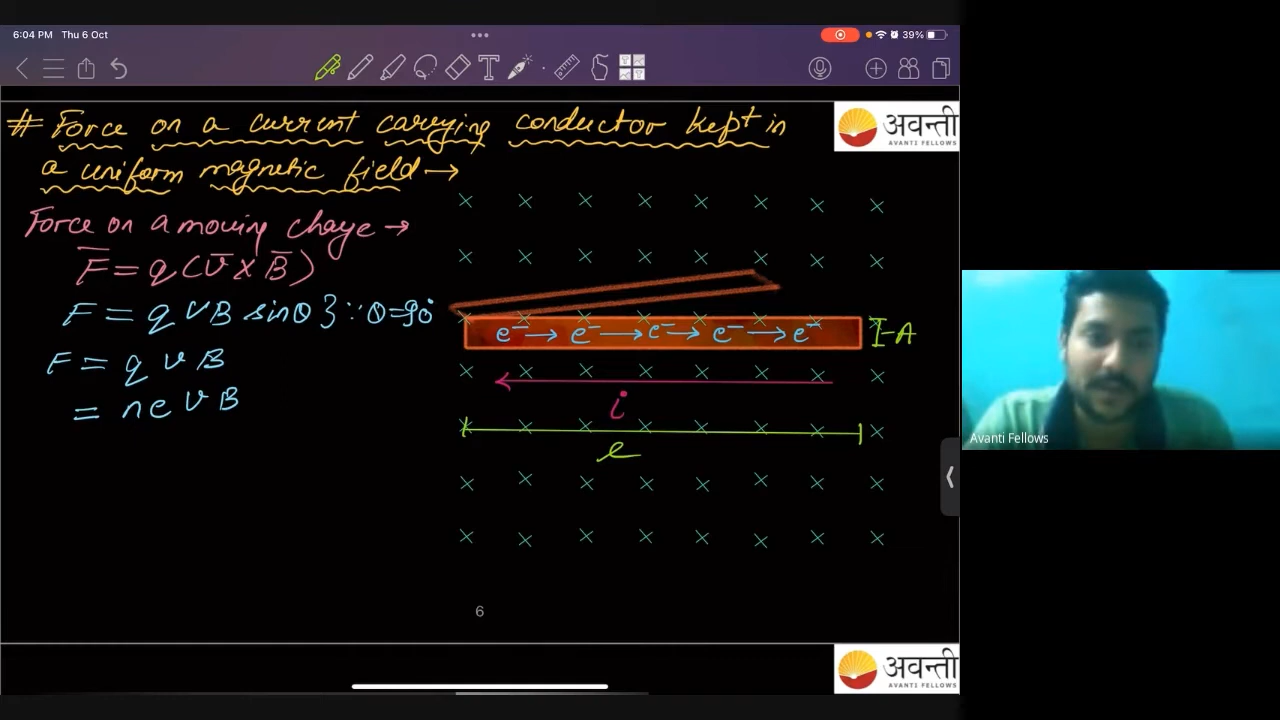 6:04 PM Thu 6 Oct
39%
# Force on a current carrying conductor kept in
a uniform magnetic field →
अवन्ती
AVANTI FELLOWS
Force on a moving charge →
F̅ = q(v̅ × B̅)
F = qvB sinθ } ∵ θ=90°
F = qvB
= nevB
e⁻ → e⁻ → e⁻ → e⁻ → e⁻
A
i
l
6
Avanti Fellows
अवन्ती
AVANTI FELLOWS